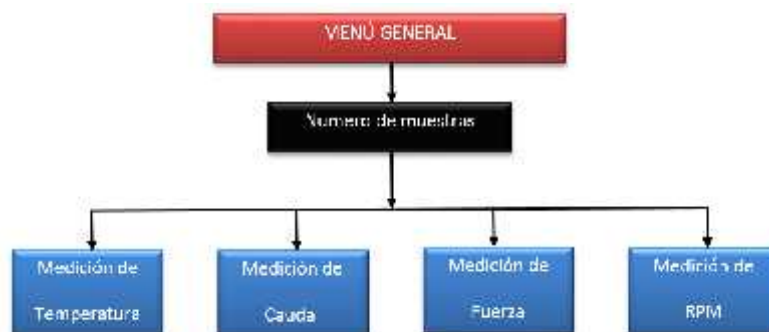 MENÚ GENERAL
Numero de muestras
Medición de
Temperatura
Medición de
Cauda
Medición de
Fuerza
Medición de
RPM